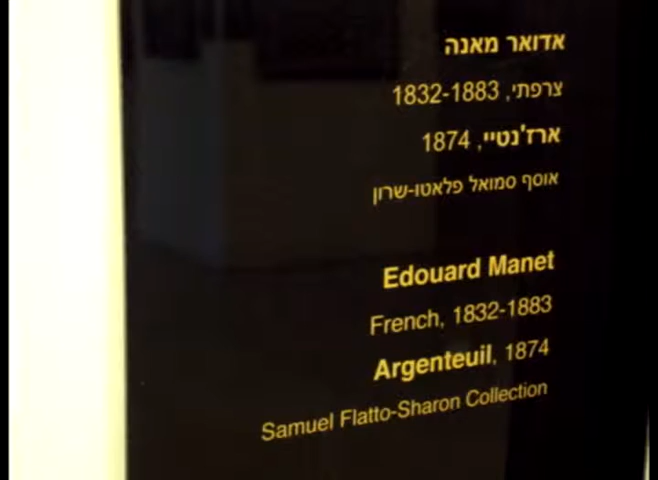 אדואר מאנה
צרפתי, 1832-1883
ארז'נטיי, 1874
אוסף סמואל פלאטו-שרון
Edouard Manet
French, 1832-1883
Argenteuil, 1874
Samuel Flatto-Sharon Collection